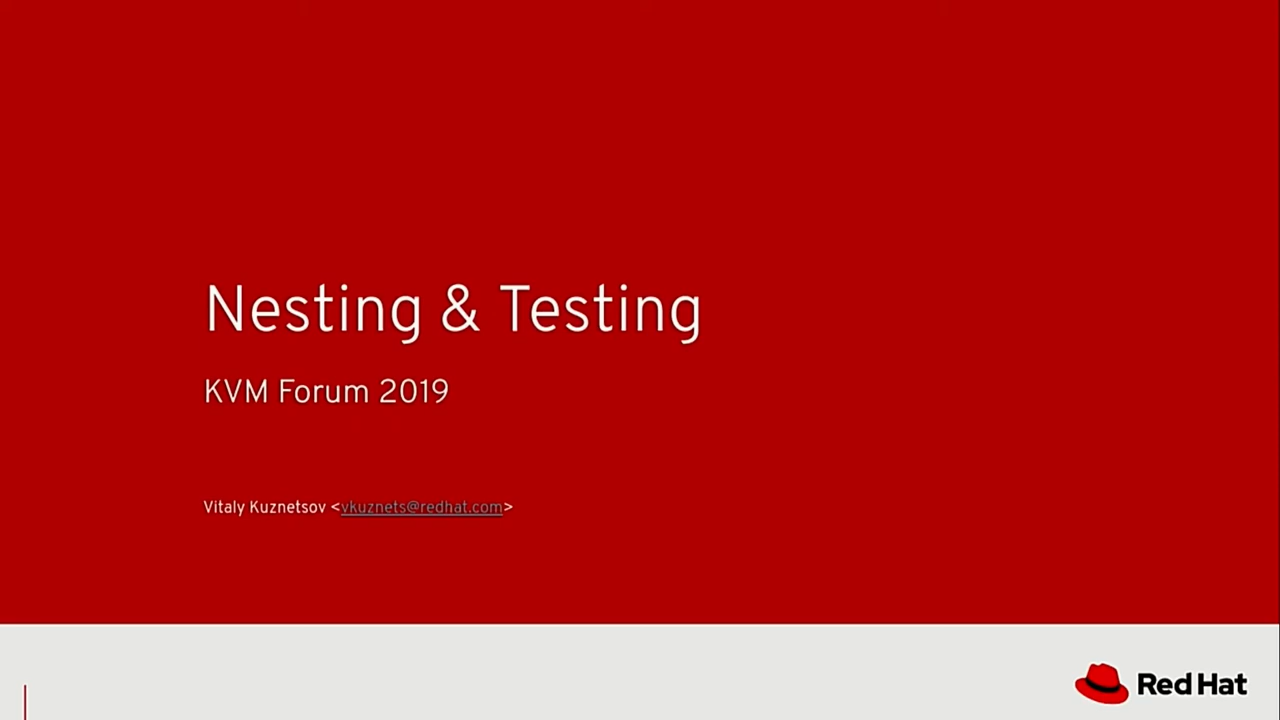 Nesting & Testing
KVM Forum 2019
Vitaly Kuznetsov <vkuznets@redhat.com>
Red Hat